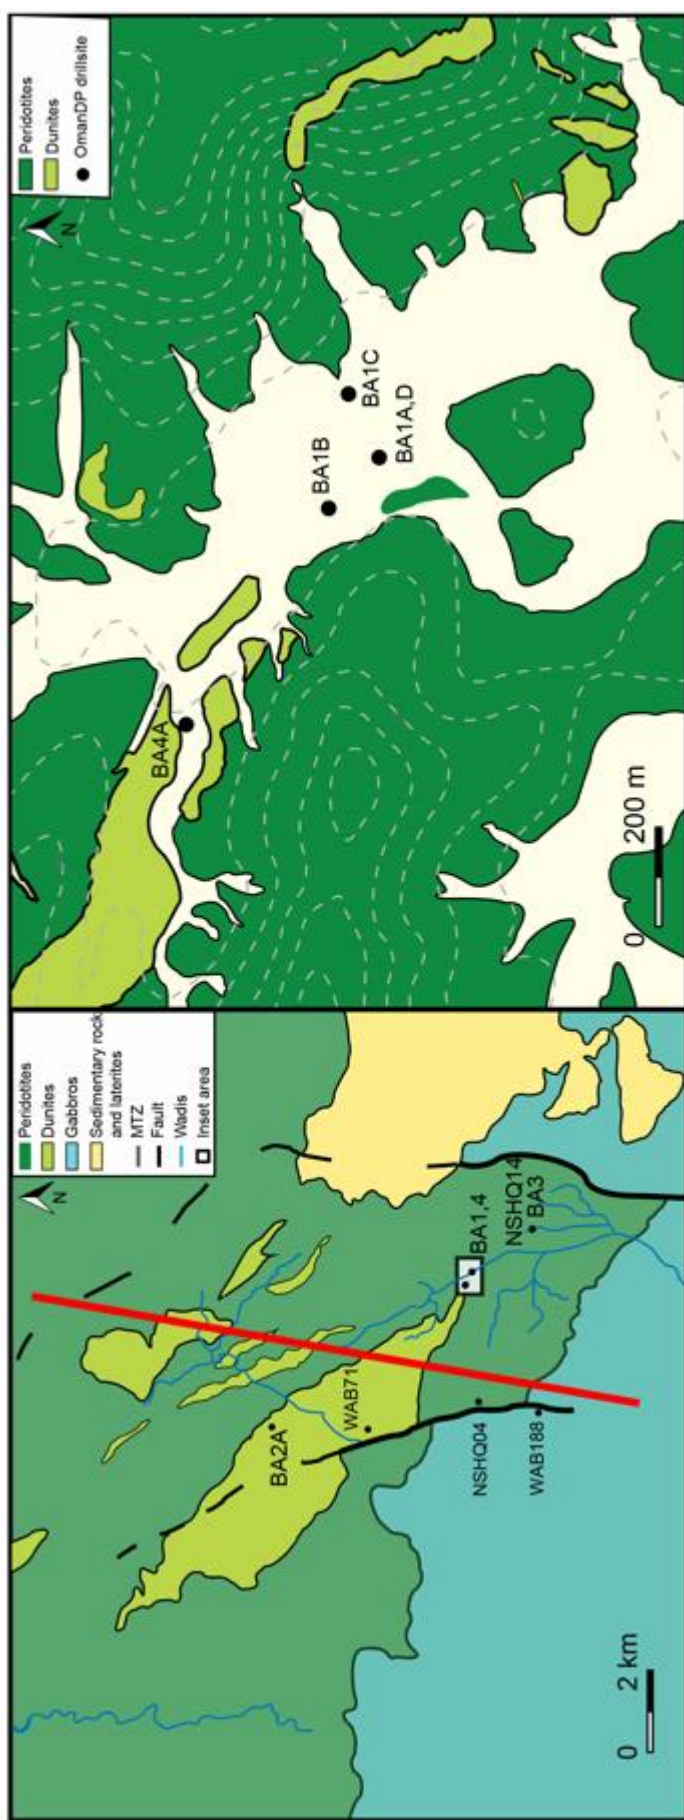 Peridotites
Dunites
Gabbros
Sedimentary rock
and laterites
MTZ
Fault
Wadis
Inset area
N
BA2A
WAB71
BA1,4
NSHQ14
BA3
NSHQ04
WAB188
0 2 km
Peridotites
Dunites
OmanDP drillsite
N
BA4A
BA1B
BA1C
BA1A,D
0 200 m